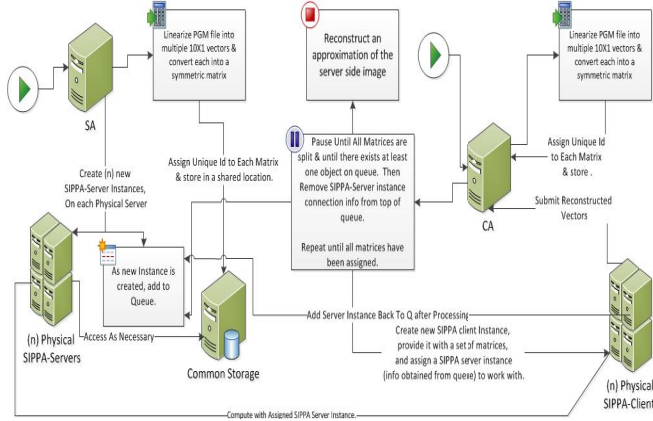 Linearize PGM file into
multiple 10X1 vectors &
convert each into a
symmetric matrix
SA
Reconstruct an
approximation of the
server side image
Linearize PGM file into
multiple 10X1 vectors &
convert each into a
symmetric matrix
Create (n) new
SIPPA-Server Instances,
On each Physical Server
Assign Unique Id to Each Matrix
& store in a shared location.
Pause Until All Matrices are
split & until there exists at least
one object on queue. Then
Remove SIPPA-Server instance
connection info from top of
queue.
Repeat until all matrices have
been assigned.
Assign Unique Id
to Each Matrix
& store .
CA
Submit Reconstructed
Vectors
As new Instance is
created, add to
Queue.
(n) Physical
SIPPA-Servers
Access As Necessary
Common Storage
Add Server Instance Back To Q after Processing
Create new SIPPA client Instance,
provide it with a set of matrices,
and assign a SIPPA server instance
(info obtained from queue) to work with.
(n) Physical
SIPPA-Client
Compute with Assigned SIPPA Server Instance.